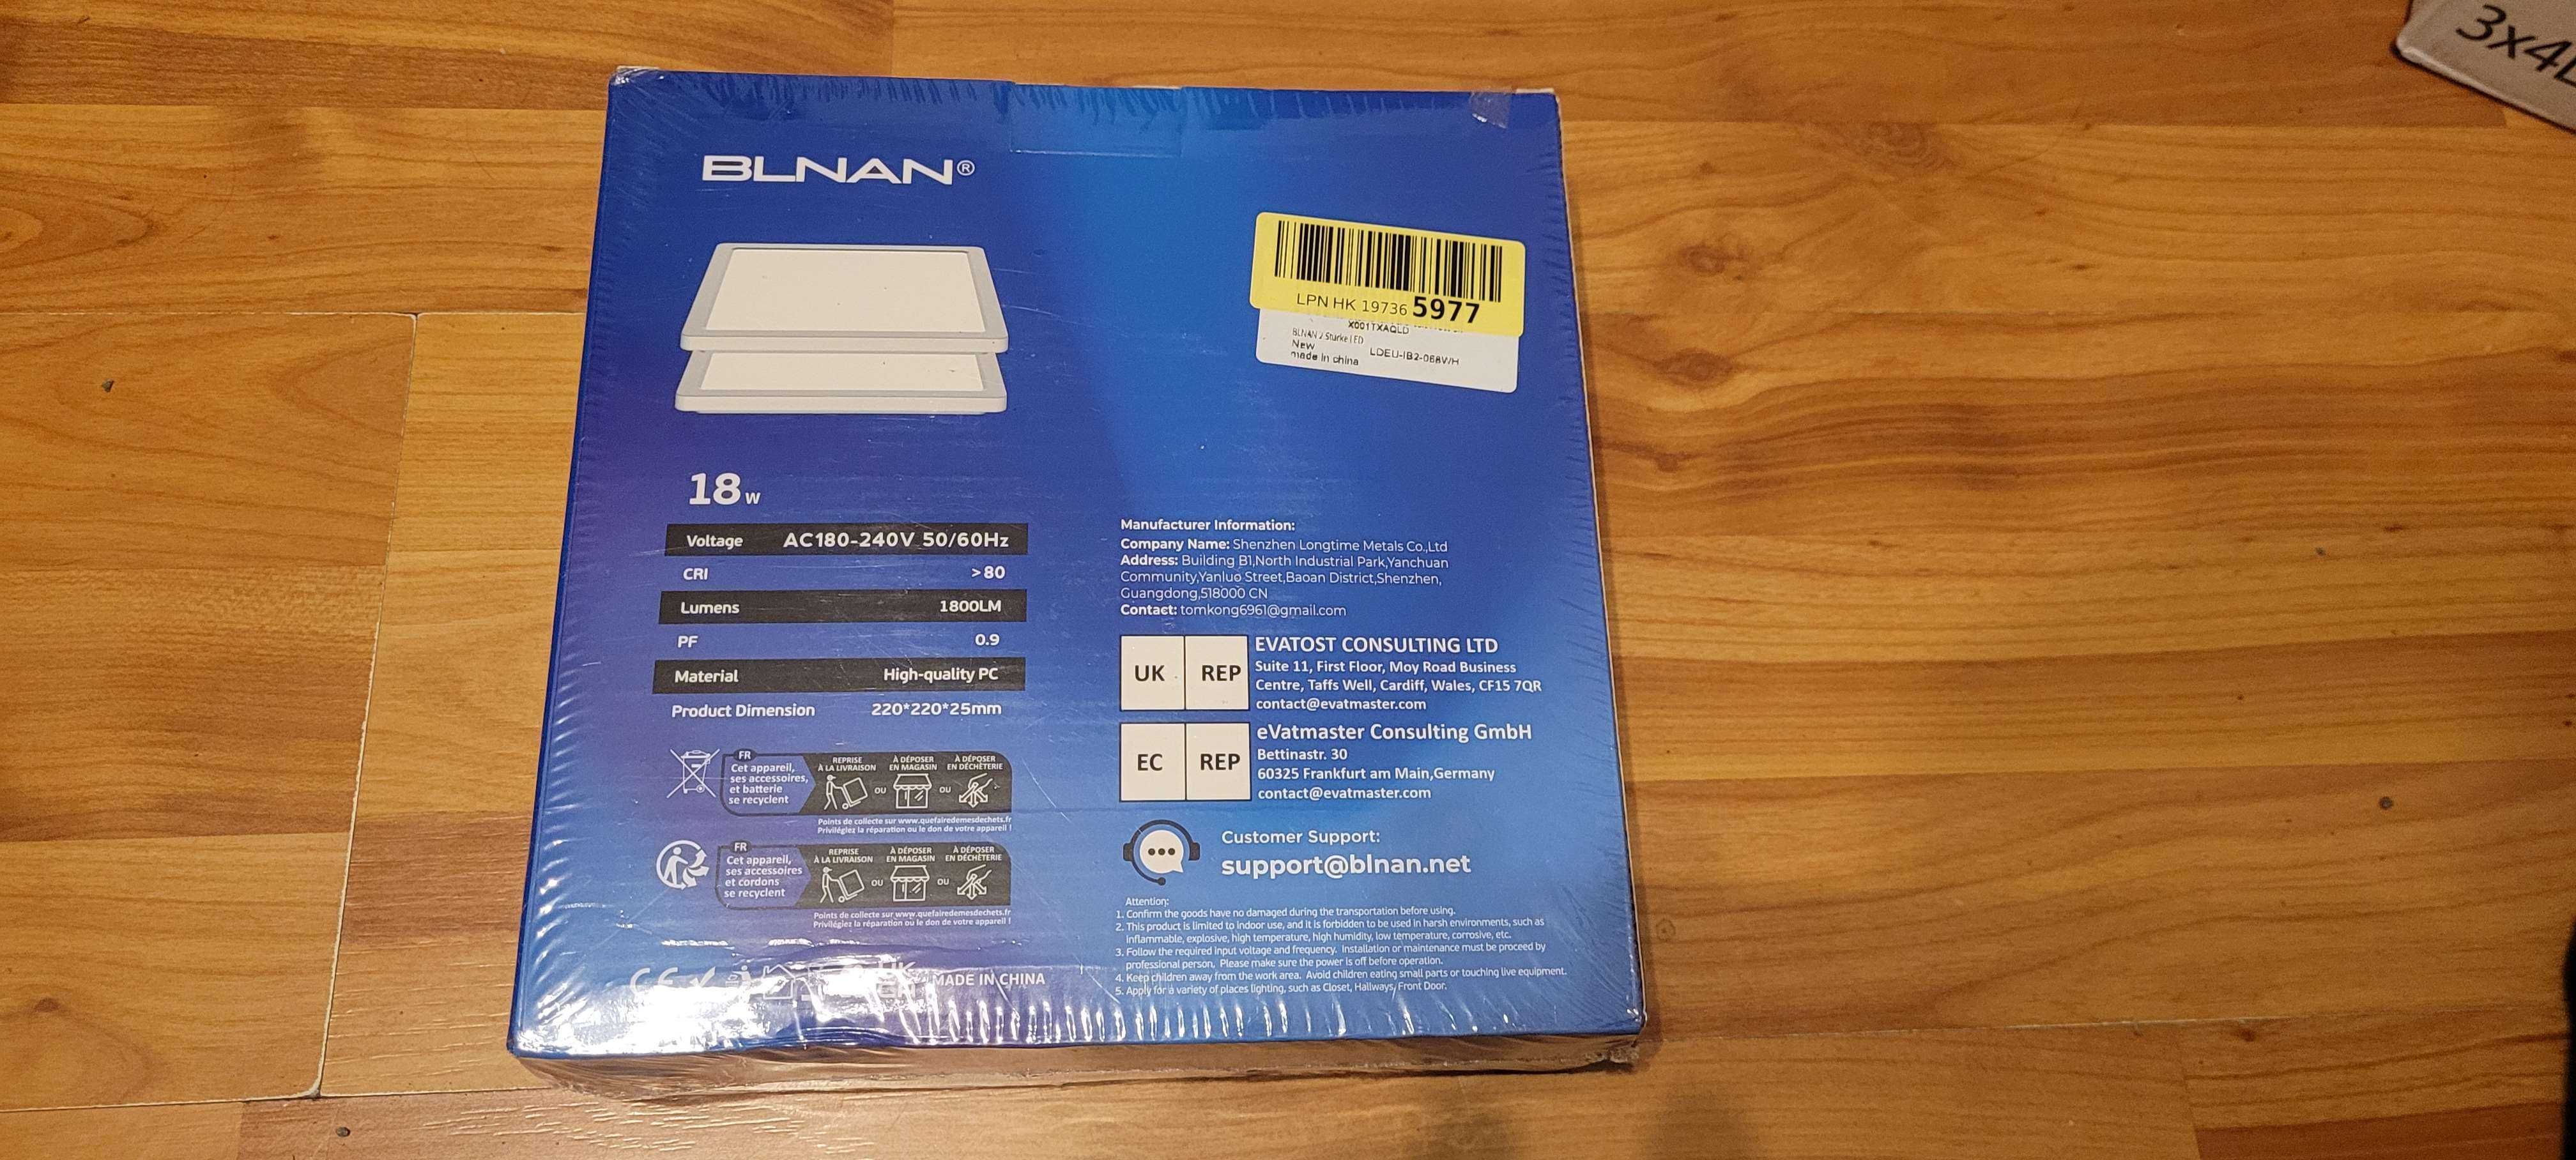 3x4
BLNAN®
LPN HK 19736 5977
X001TXAQLD
BLNAN 2 Stücke LED
New
LDEU-IB2-068W/H
made in china
18w
Voltage AC180-240V 50/60Hz
CRI >80
Lumens 1800LM
PF 0.9
Material High-quality PC
Product Dimension 220*220*25mm
FR
Cet appareil,
ses accessoires,
et batterie
se recyclent
REPRISE
À LA LIVRAISON
OU
À DÉPOSER
EN MAGASIN
OU
À DÉPOSER
EN DÉCHÈTERIE
Points de collecte sur www.quefairedemesdechets.fr
Privilégiez la réparation ou le don de votre appareil !
FR
Cet appareil,
ses accessoires
et cordons
se recyclent
REPRISE
À LA LIVRAISON
OU
À DÉPOSER
EN MAGASIN
OU
À DÉPOSER
EN DÉCHÈTERIE
Points de collecte sur www.quefairedemesdechets.fr
Privilégiez la réparation ou le don de votre appareil !
CE
MADE IN CHINA
Manufacturer Information:
Company Name: Shenzhen Longtime Metals Co.,Ltd
Address: Building B1,North Industrial Park,Yanchuan
Community,Yanluo Street,Baoan District,Shenzhen,
Guangdong,518000 CN
Contact: tomkong6961@gmail.com
UK REP
EVATOST CONSULTING LTD
Suite 11, First Floor, Moy Road Business
Centre, Taffs Well, Cardiff, Wales, CF15 7QR
contact@evatmaster.com
EC REP
eVatmaster Consulting GmbH
Bettinastr. 30
60325 Frankfurt am Main,Germany
contact@evatmaster.com
Customer Support:
support@blnan.net
Attention:
1. Confirm the goods have no damaged during the transportation before using.
2. This product is limited to indoor use, and it is forbidden to be used in harsh environments, such as
inflammable, explosive, high temperature, high humidity, low temperature, corrosive, etc.
3. Follow the required input voltage and frequency. Installation or maintenance must be proceed by
professional person. Please make sure the power is off before operation.
4. Keep children away from the work area. Avoid children eating small parts or touching live equipment.
5. Apply for a variety of places lighting, such as Closet, Hallways, Front Door.